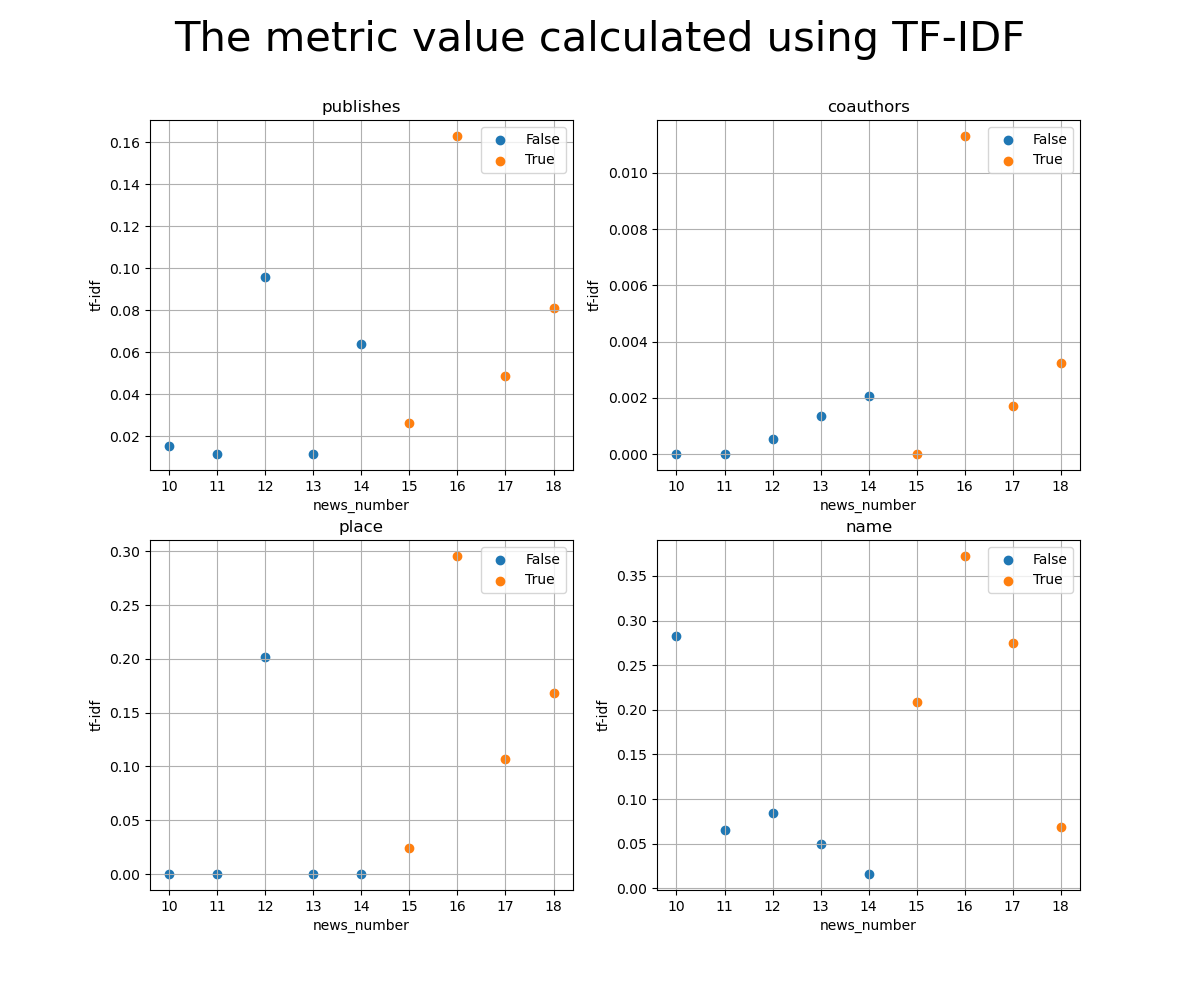 The metric value calculated using TF-IDF
publishes
0.16
0.14
0.12
0.10
0.08
0.06
0.04
0.02
tf-idf
False
True
10 11 12 13 14 15 16 17 18
news_number
coauthors
0.010
0.008
0.006
0.004
0.002
0.000
tf-idf
False
True
10 11 12 13 14 15 16 17 18
news_number
place
0.30
0.25
0.20
0.15
0.10
0.05
0.00
tf-idf
False
True
10 11 12 13 14 15 16 17 18
news_number
name
0.35
0.30
0.25
0.20
0.15
0.10
0.05
0.00
tf-idf
False
True
10 11 12 13 14 15 16 17 18
news_number